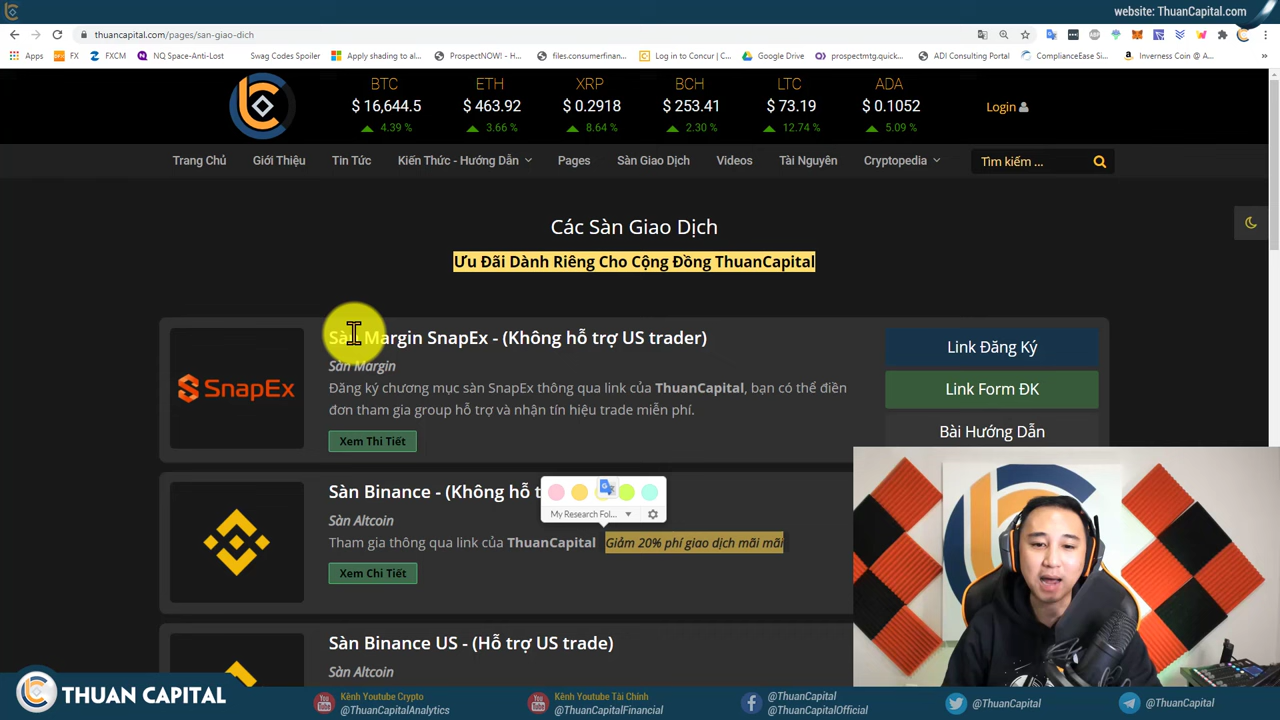 website: ThuanCapital.com
thuancapital.com/pages/san-giao-dich
Apps
FX
FXCM
NQ Space-Anti-Lost
Swag Codes Spoiler
Apply shading to al...
ProspectNOW! - C...
files.consumerfinan...
Log in to Concur | C...
Google Drive
prospectmtg.quick...
ADI Consulting Portal
ComplianceEase Si...
Inverness Coin @ A...
BTC
$ 16,644.5
4.39 %
ETH
$ 463.92
3.66 %
XRP
$ 0.2918
8.64 %
BCH
$ 253.41
2.30 %
LTC
$ 73.19
12.74 %
ADA
$ 0.1052
5.09 %
Login
Trang Chủ
Giới Thiệu
Tin Tức
Kiến Thức - Hướng Dẫn
Pages
Sàn Giao Dịch
Videos
Tài Nguyên
Cryptopedia
Tìm kiếm ...
Các Sàn Giao Dịch
Ưu Đãi Dành Riêng Cho Cộng Đồng ThuanCapital
SnapEx
Sàn Margin SnapEx - (Không hỗ trợ US trader)
Sàn Margin
Đăng ký chương mục sàn SnapEx thông qua link của ThuanCapital, bạn có thể điền
đơn tham gia group hỗ trợ và nhận tín hiệu trade miễn phí.
Xem Thi Tiết
Link Đăng Ký
Link Form ĐK
Bài Hướng Dẫn
Sàn Binance - (Không hỗ t
Sàn Altcoin
My Research Fol...
Tham gia thông qua link của ThuanCapital Giảm 20% phí giao dịch mãi mãi
Xem Chi Tiết
Sàn Binance US - (Hỗ trợ US trade)
Sàn Altcoin
THUAN CAPITAL
Kênh Youtube Crypto
@ThuanCapitalAnalytics
Kênh Youtube Tài Chính
@ThuanCapitalFinancial
@ThuanCapital
@ThuanCapitalOfficial
@ThuanCapital
@ThuanCapital